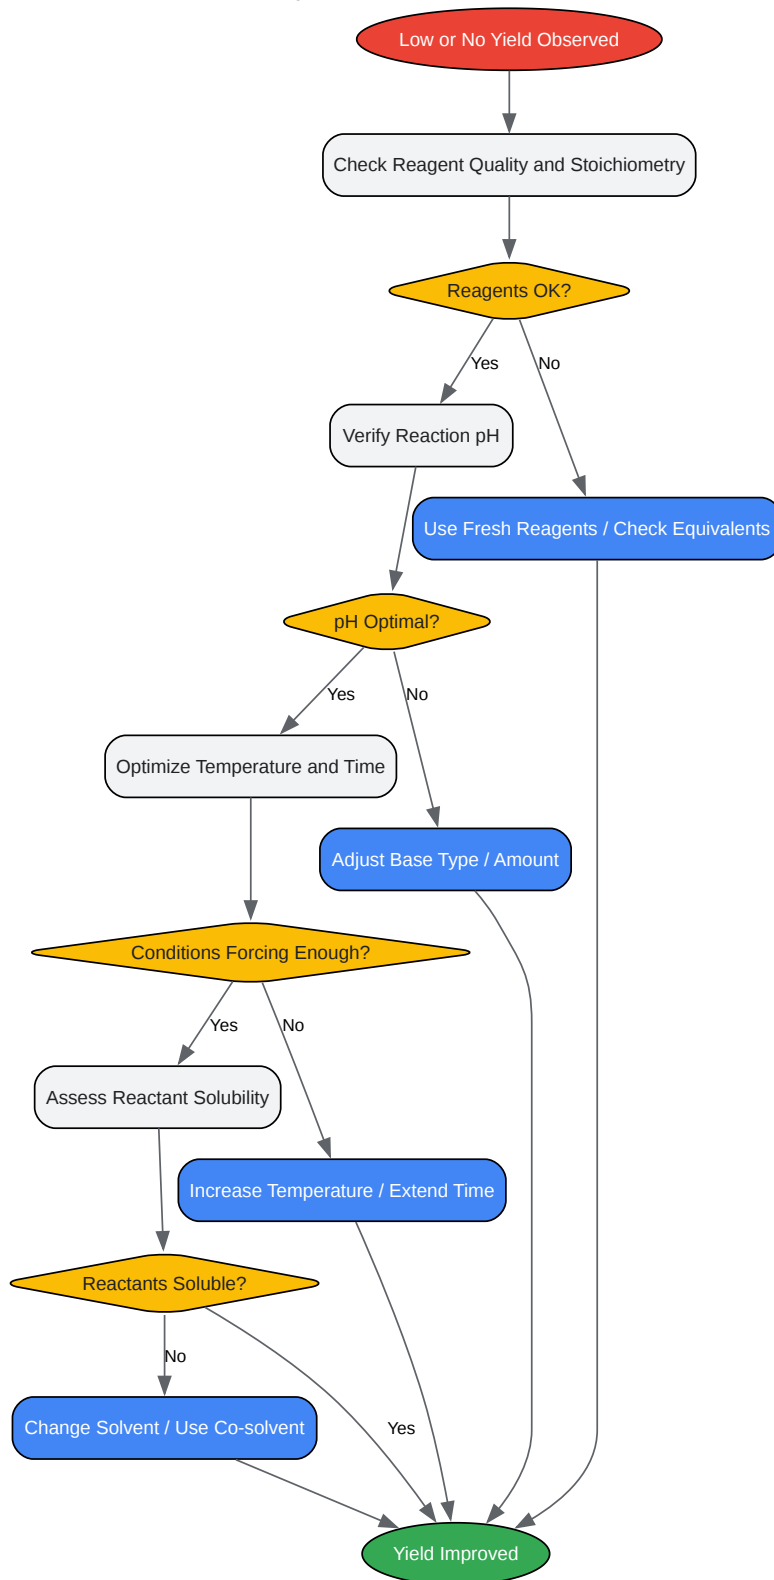 Low or No Yield Observed
Check Reagent Quality and Stoichiometry
Reagents OK?
Yes
No
Verify Reaction pH
Use Fresh Reagents / Check Equivalents
pH Optimal?
Yes
No
Optimize Temperature and Time
Adjust Base Type / Amount
Conditions Forcing Enough?
Yes
No
Assess Reactant Solubility
Increase Temperature / Extend Time
Reactants Soluble?
No
Change Solvent / Use Co-solvent
Yes
Yield Improved